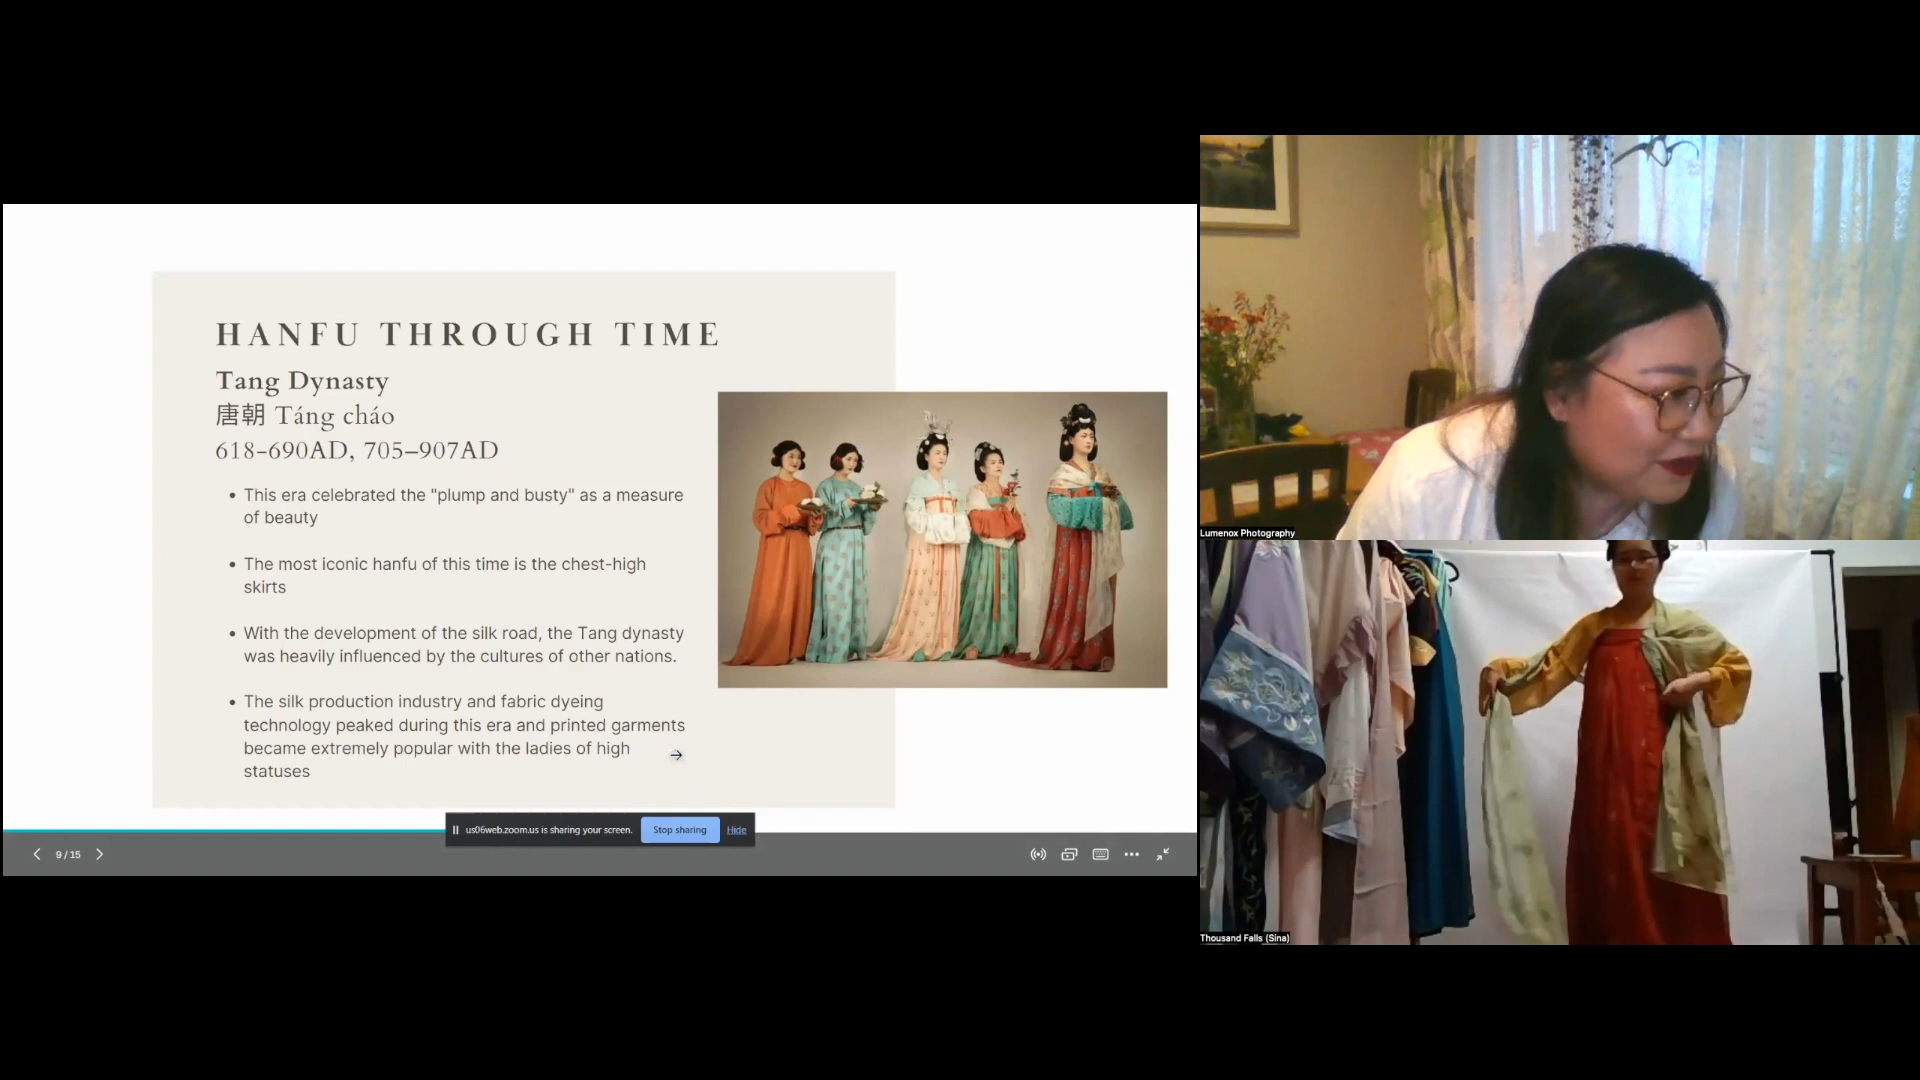 HANFU THROUGH TIME
Tang Dynasty
唐朝 Táng cháo
618-690AD, 705–907AD
• This era celebrated the "plump and busty" as a measure
of beauty
• The most iconic hanfu of this time is the chest-high
skirts
• With the development of the silk road, the Tang dynasty
was heavily influenced by the cultures of other nations.
• The silk production industry and fabric dyeing
technology peaked during this era and printed garments
became extremely popular with the ladies of high
statuses
us06web.zoom.us is sharing your screen.
Stop sharing
Hide
9 / 15
Lumenox Photography
Thousand Falls (Sina)